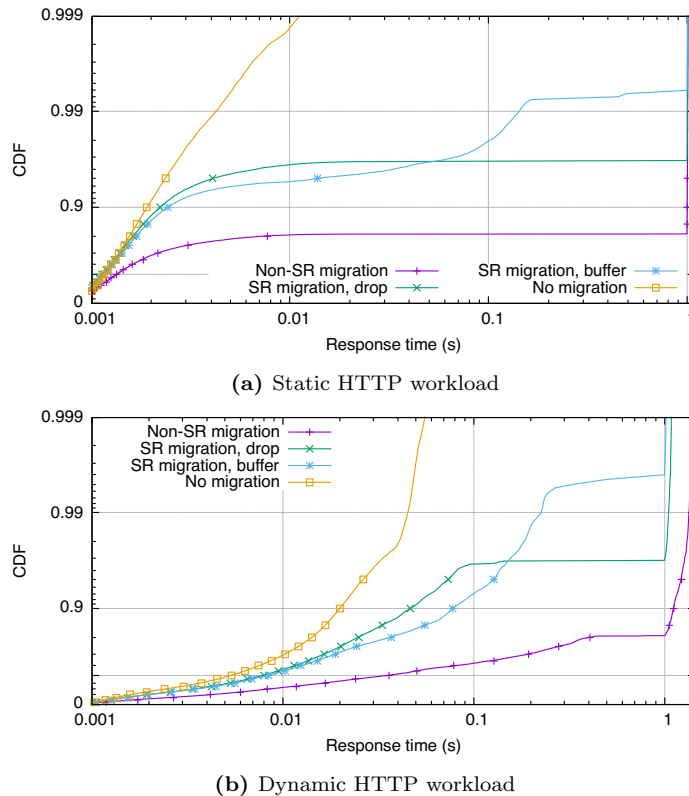 0.999
0.99
0.9
0
CDF
Non-SR migration
SR migration, drop
SR migration, buffer
No migration
0.001
0.01
0.1
1
Response time (s)
(a) Static HTTP workload
0.999
0.99
0.9
0
CDF
Non-SR migration
SR migration, drop
SR migration, buffer
No migration
0.001
0.01
0.1
1
Response time (s)
(b) Dynamic HTTP workload